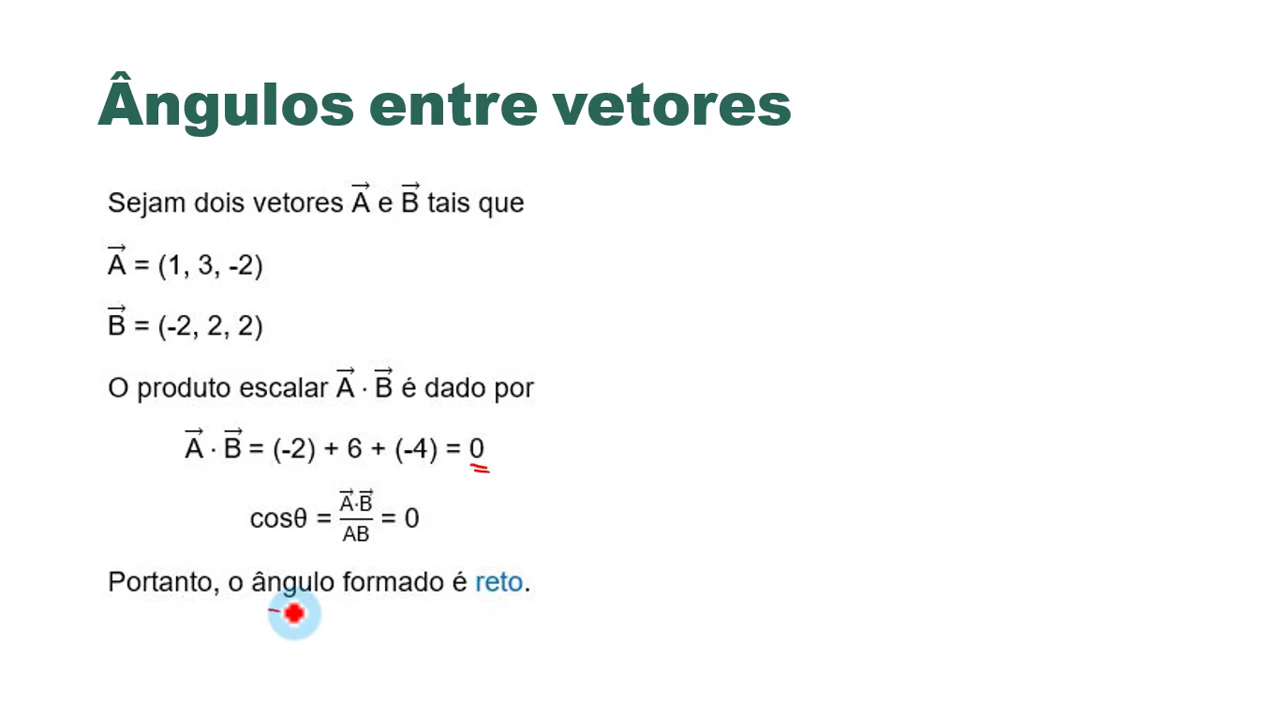 Ângulos entre vetores
Sejam dois vetores A⃗ e B⃗ tais que
A⃗ = (1, 3, -2)
B⃗ = (-2, 2, 2)
O produto escalar A⃗ · B⃗ é dado por
A⃗ · B⃗ = (-2) + 6 + (-4) = 0
cosθ = A⃗·B⃗/AB = 0
Portanto, o ângulo formado é reto.